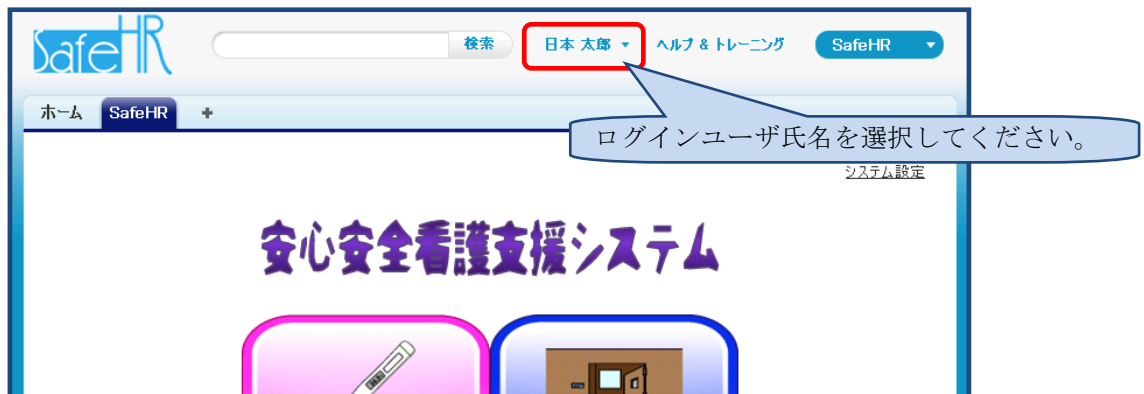 SafeHR
検索
日本 太郎
ヘルプ & トレーニング
SafeHR
ホーム
SafeHR
+
ログインユーザ氏名を選択してください。
システム設定
安心安全看護支援システム